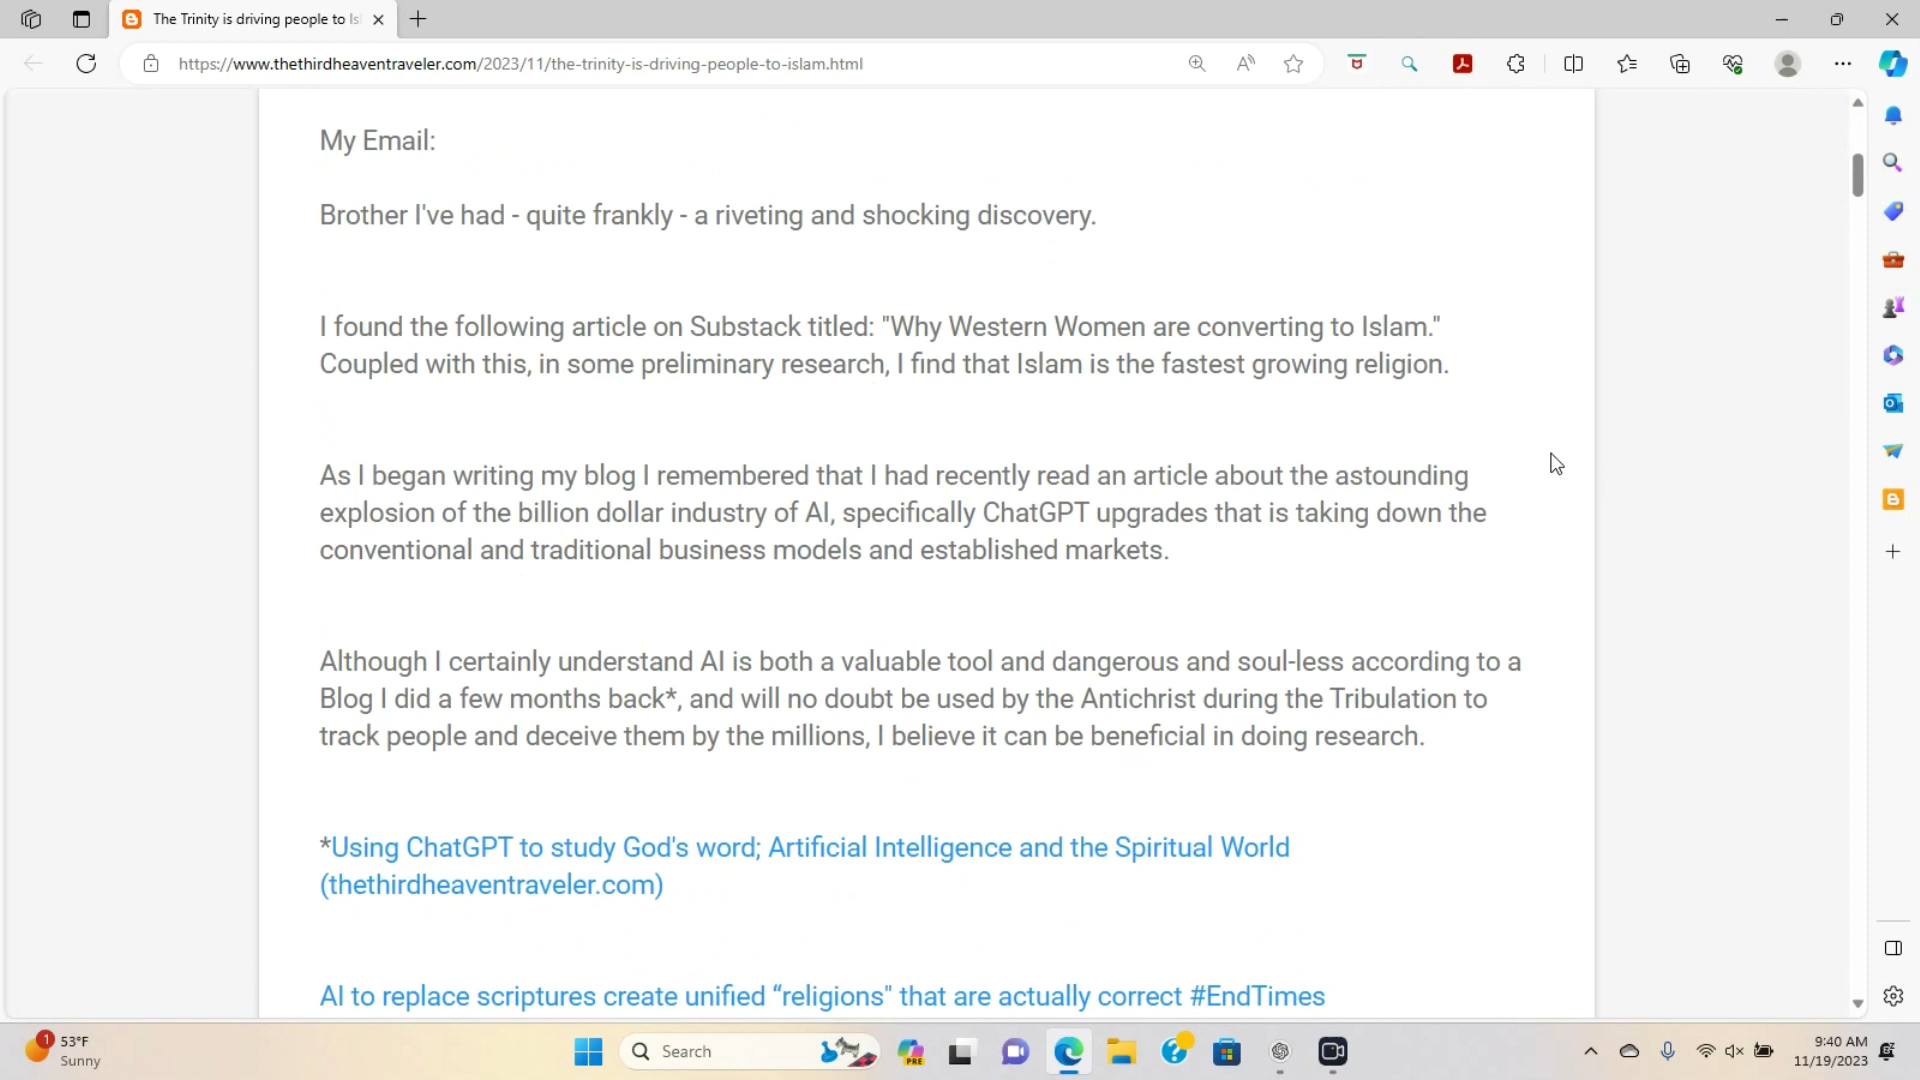 The Trinity is driving people to Is
https://www.thethirdheaventraveler.com/2023/11/the-trinity-is-driving-people-to-islam.html
My Email:
Brother I've had - quite frankly - a riveting and shocking discovery.
I found the following article on Substack titled: "Why Western Women are converting to Islam."
Coupled with this, in some preliminary research, I find that Islam is the fastest growing religion.
As I began writing my blog I remembered that I had recently read an article about the astounding
explosion of the billion dollar industry of AI, specifically ChatGPT upgrades that is taking down the
conventional and traditional business models and established markets.
Although I certainly understand AI is both a valuable tool and dangerous and soul-less according to a
Blog I did a few months back*, and will no doubt be used by the Antichrist during the Tribulation to
track people and deceive them by the millions, I believe it can be beneficial in doing research.
*Using ChatGPT to study God's word; Artificial Intelligence and the Spiritual World
(thethirdheaventraveler.com)
AI to replace scriptures create unified “religions" that are actually correct #EndTimes
1
53°F
Sunny
Search
PRE
9:40 AM
11/19/2023